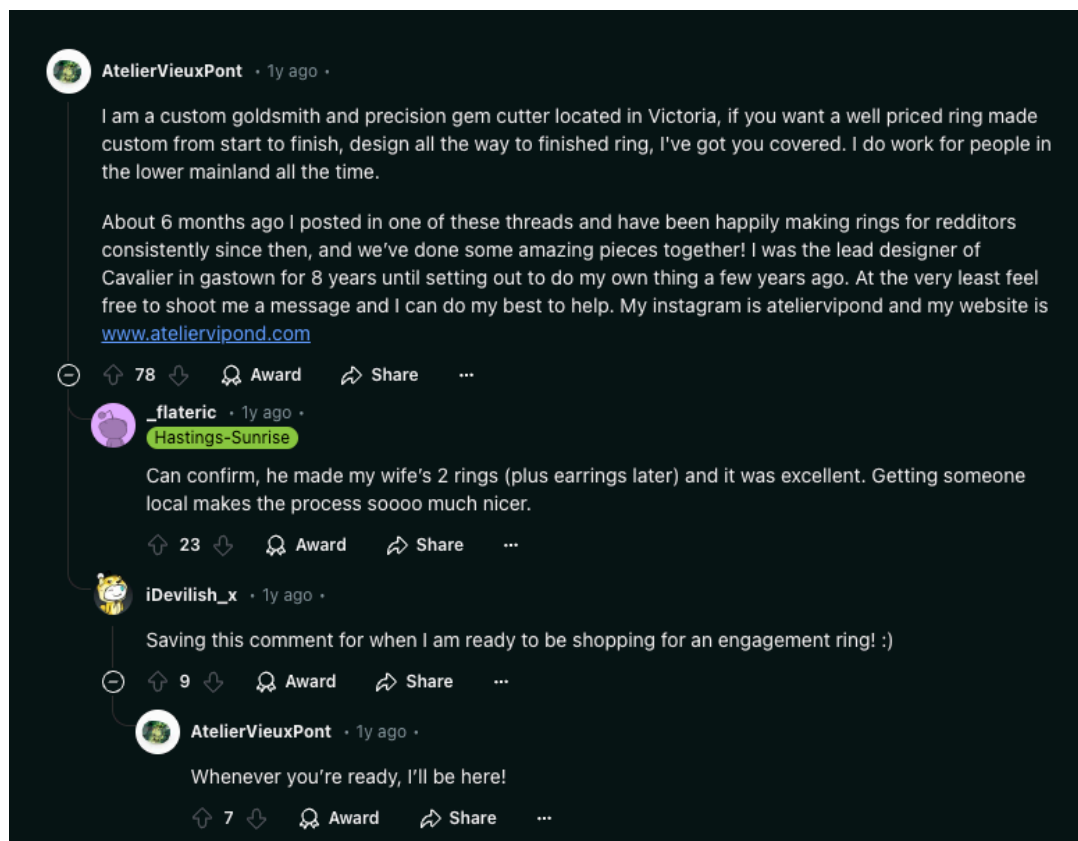 AtelierVieuxPont • 1y ago •
I am a custom goldsmith and precision gem cutter located in Victoria, if you want a well priced ring made
custom from start to finish, design all the way to finished ring, I've got you covered. I do work for people in
the lower mainland all the time.
About 6 months ago I posted in one of these threads and have been happily making rings for redditors
consistently since then, and we’ve done some amazing pieces together! I was the lead designer of
Cavalier in gastown for 8 years until setting out to do my own thing a few years ago. At the very least feel
free to shoot me a message and I can do my best to help. My instagram is ateliervipond and my website is
www.ateliervipond.com
78 Award Share ···
_flateric • 1y ago •
Hastings-Sunrise
Can confirm, he made my wife’s 2 rings (plus earrings later) and it was excellent. Getting someone
local makes the process soooo much nicer.
23 Award Share ···
iDevilish_x • 1y ago •
Saving this comment for when I am ready to be shopping for an engagement ring! :)
9 Award Share ···
AtelierVieuxPont • 1y ago •
Whenever you’re ready, I’ll be here!
7 Award Share ···